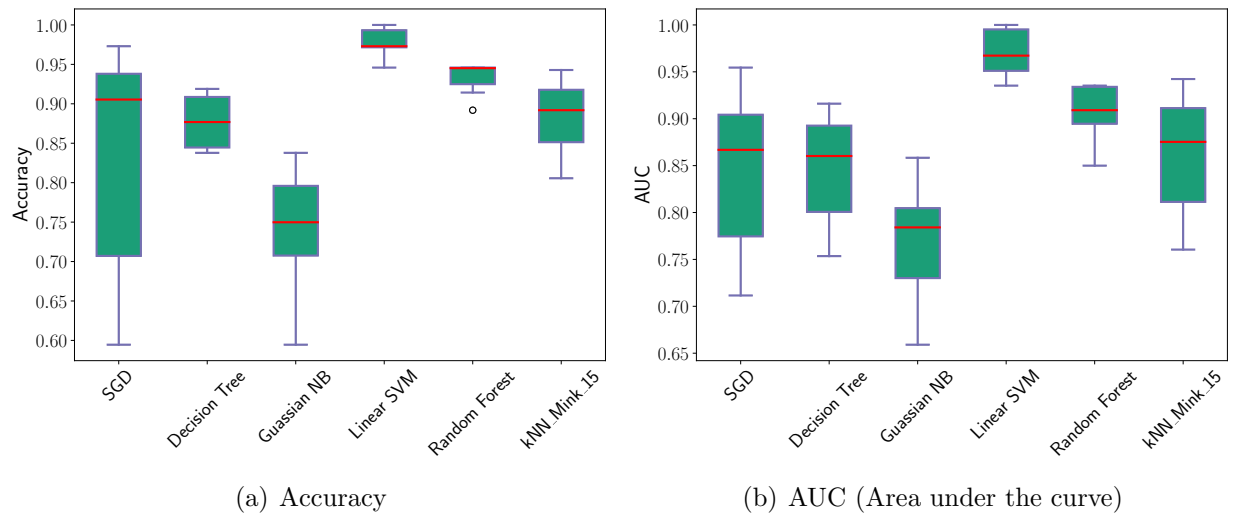 1.00
0.95
0.90
0.85
0.80
0.75
0.70
0.65
0.60
Accuracy
SGD
Decision Tree
Guassian NB
Linear SVM
Random Forest
kNN_Mink_15
(a) Accuracy
1.00
0.95
0.90
0.85
0.80
0.75
0.70
0.65
AUC
SGD
Decision Tree
Guassian NB
Linear SVM
Random Forest
kNN_Mink_15
(b) AUC (Area under the curve)